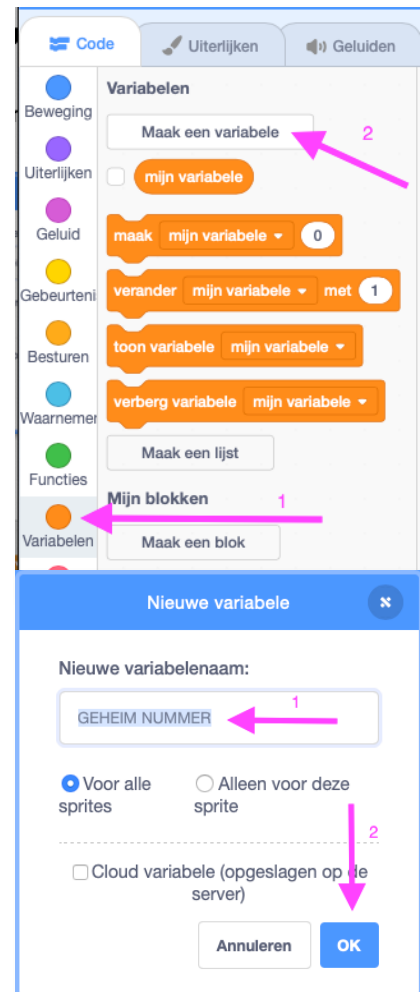 Code
Uiterlijken
Geluiden
Beweging
Uiterlijken
Geluid
Gebeurteni
Besturen
Waarnemer
Functies
Variabelen
Variabelen
Maak een variabele
2
mijn variabele
maak mijn variabele 0
verander mijn variabele met 1
toon variabele mijn variabele
verberg variabele mijn variabele
Maak een lijst
Mijn blokken
1
Maak een blok
Nieuwe variabele
Nieuwe variabelenaam:
GEHEIM NUMMER
1
Voor alle
sprites
Alleen voor deze
sprite
2
Cloud variabele (opgeslagen op de
server)
Annuleren
OK